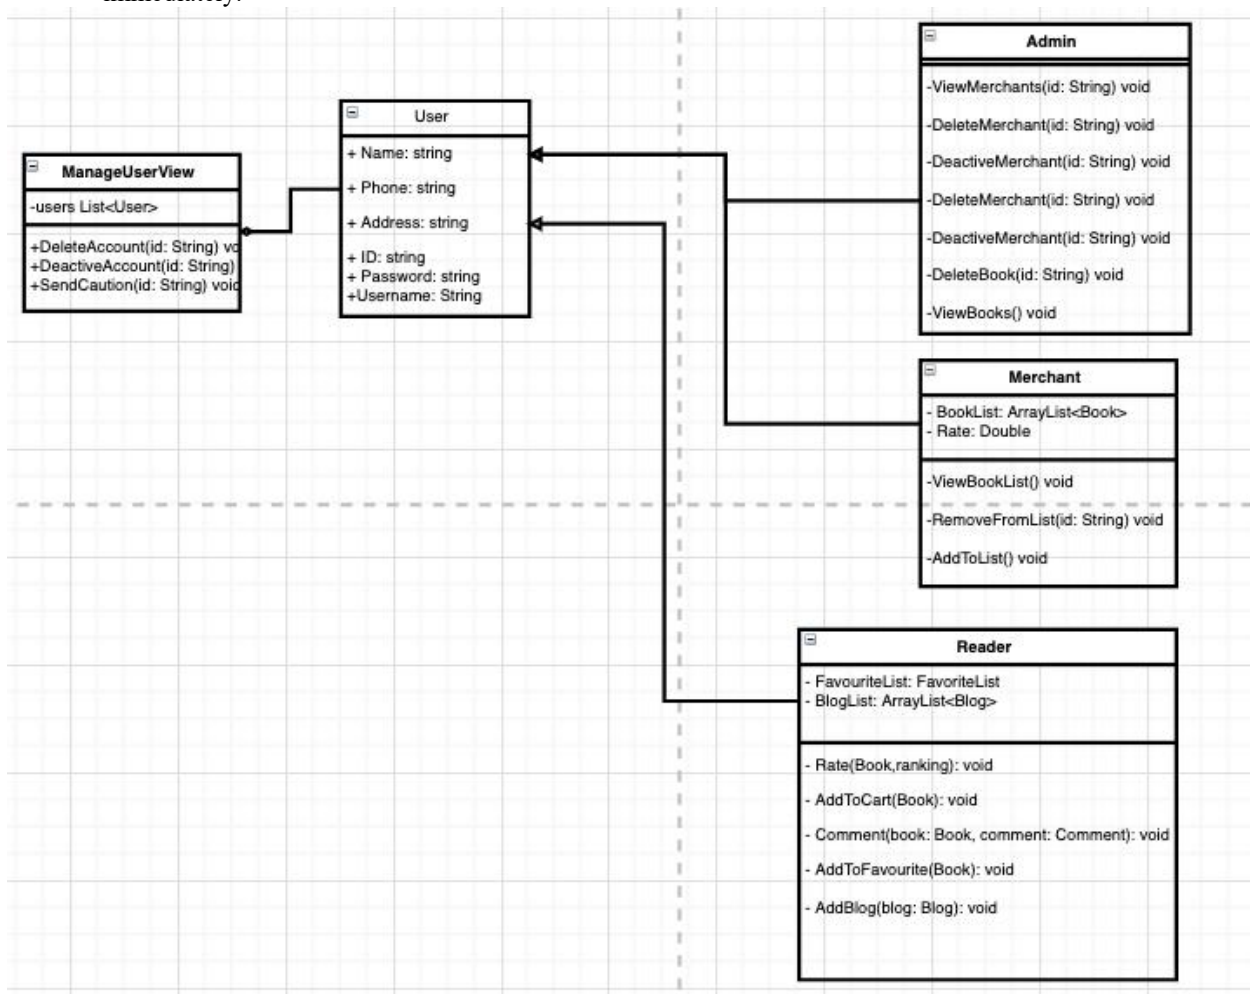 Admin
-ViewMerchants(id: String) void
-DeleteMerchant(id: String) void
-DeactiveMerchant(id: String) void
-DeleteMerchant(id: String) void
-DeactiveMerchant(id: String) void
-DeleteBook(id: String) void
-ViewBooks() void
User
+ Name: string
+ Phone: string
+ Address: string
+ ID: string
+ Password: string
+Username: String
ManageUserView
-users List<User>
+DeleteAccount(id: String) vo
+DeactiveAccount(id: String)
+SendCaution(id: String) void
Merchant
- BookList: ArrayList<Book>
- Rate: Double
-ViewBookList() void
-RemoveFromList(id: String) void
-AddToList() void
Reader
- FavouriteList: FavoriteList
- BlogList: ArrayList<Blog>
- Rate(Book,ranking): void
- AddToCart(Book): void
- Comment(book: Book, comment: Comment): void
- AddToFavourite(Book): void
- AddBlog(blog: Blog): void